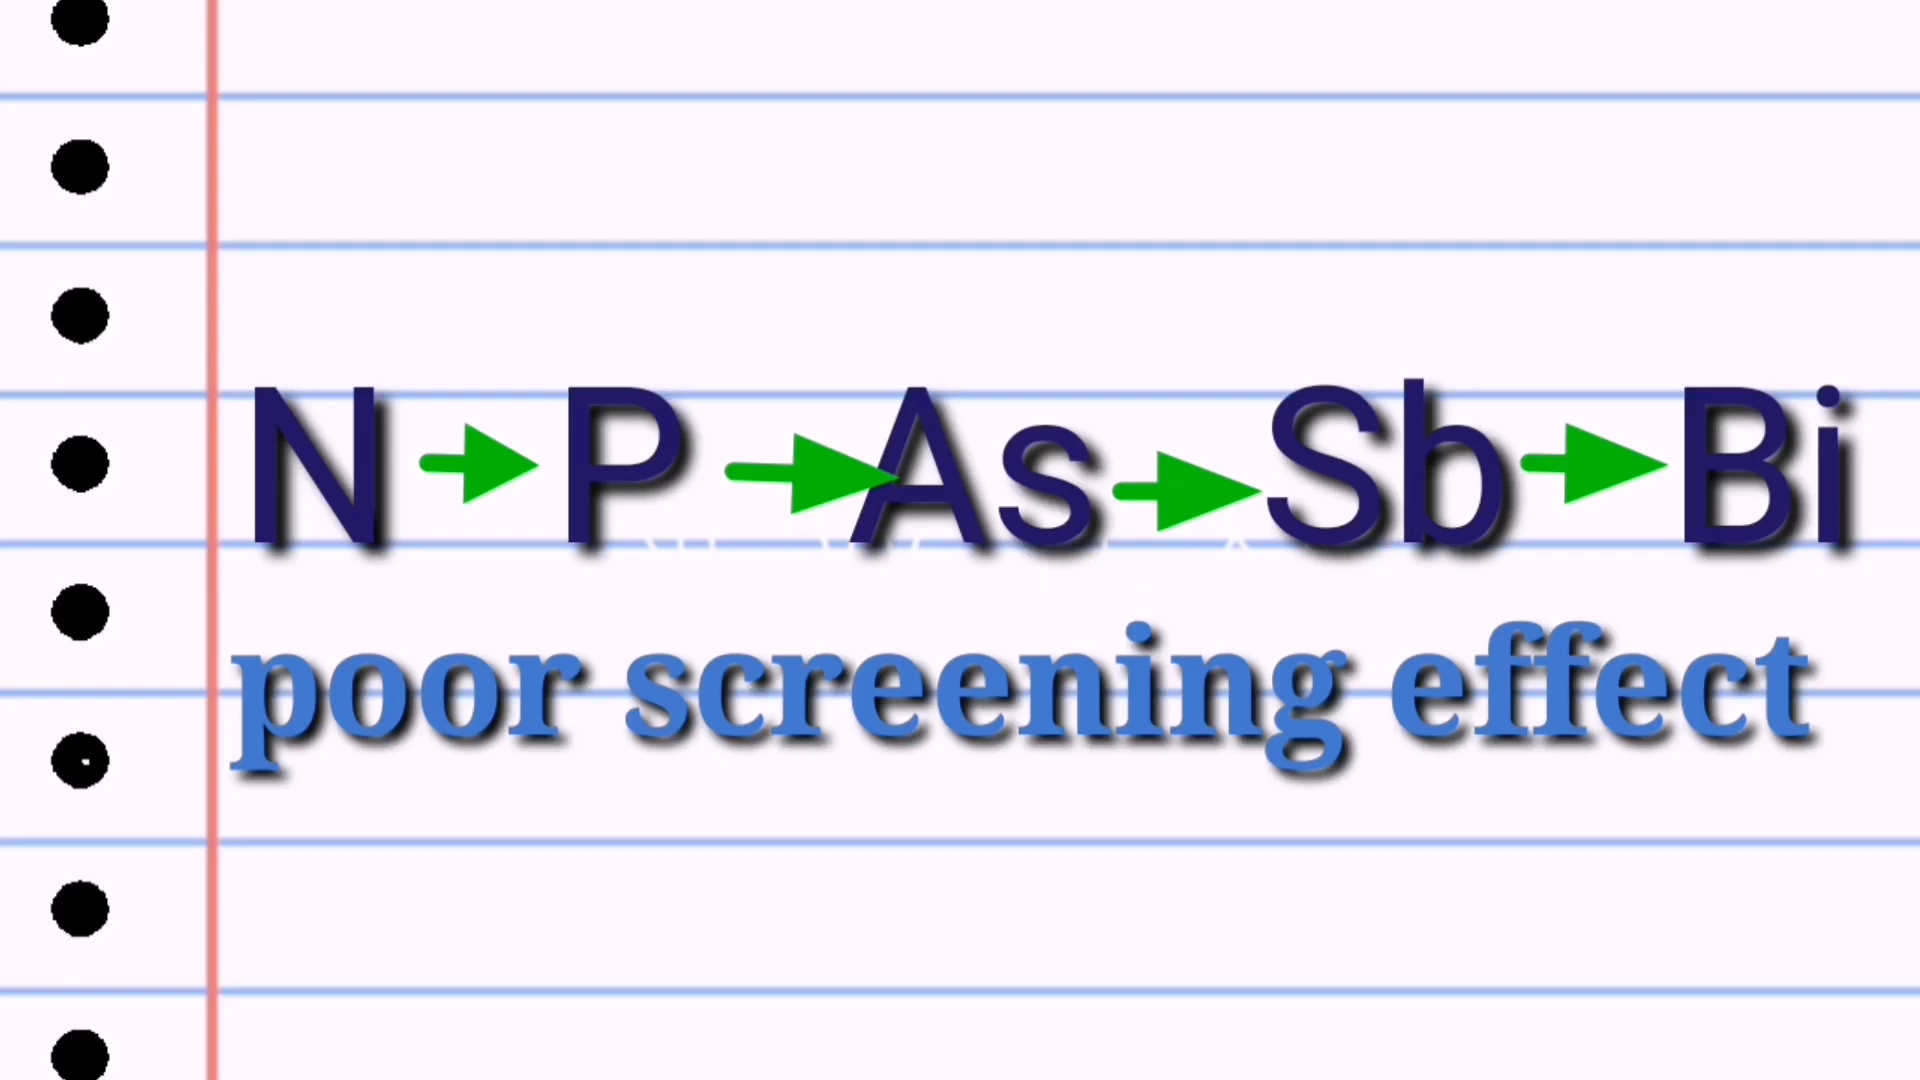 N → P → As → Sb → Bi
poor screening effect